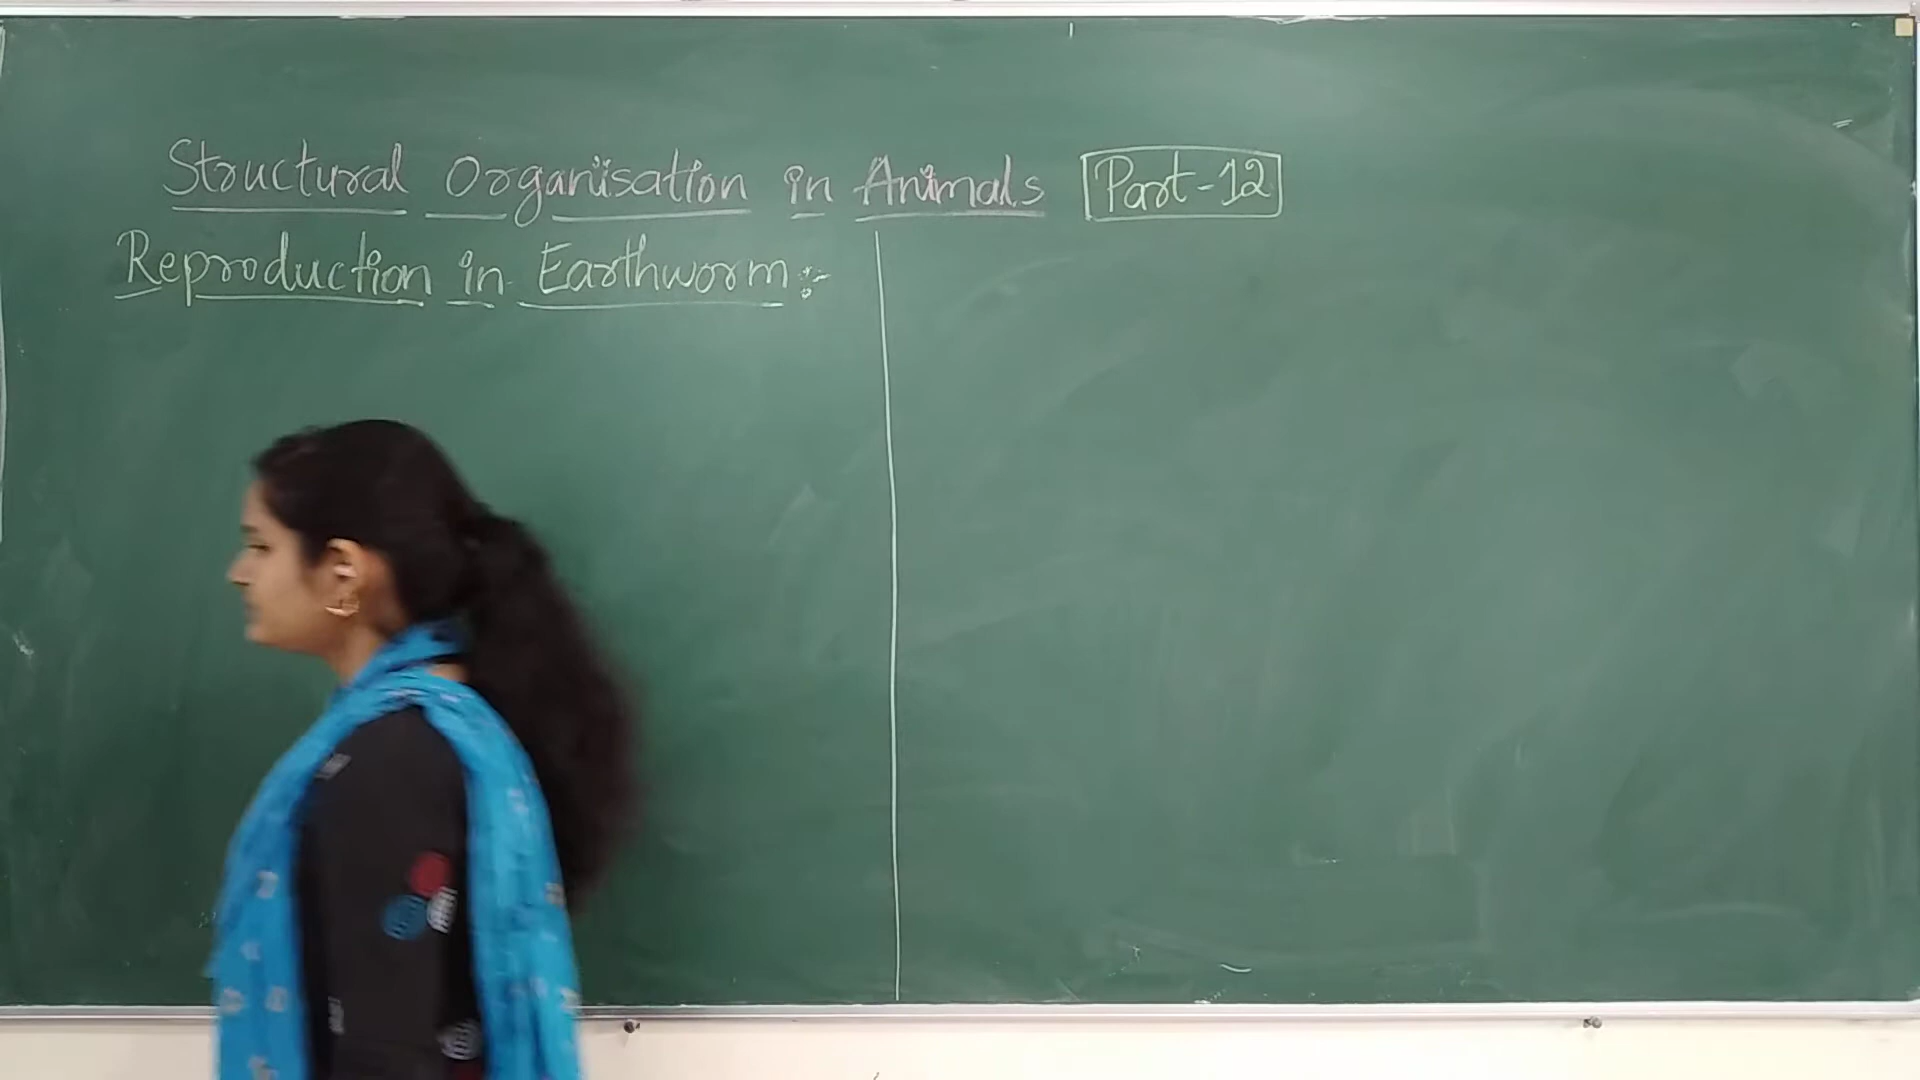 Structural Organisation in Animals Part-12
Reproduction in Earthworm :-